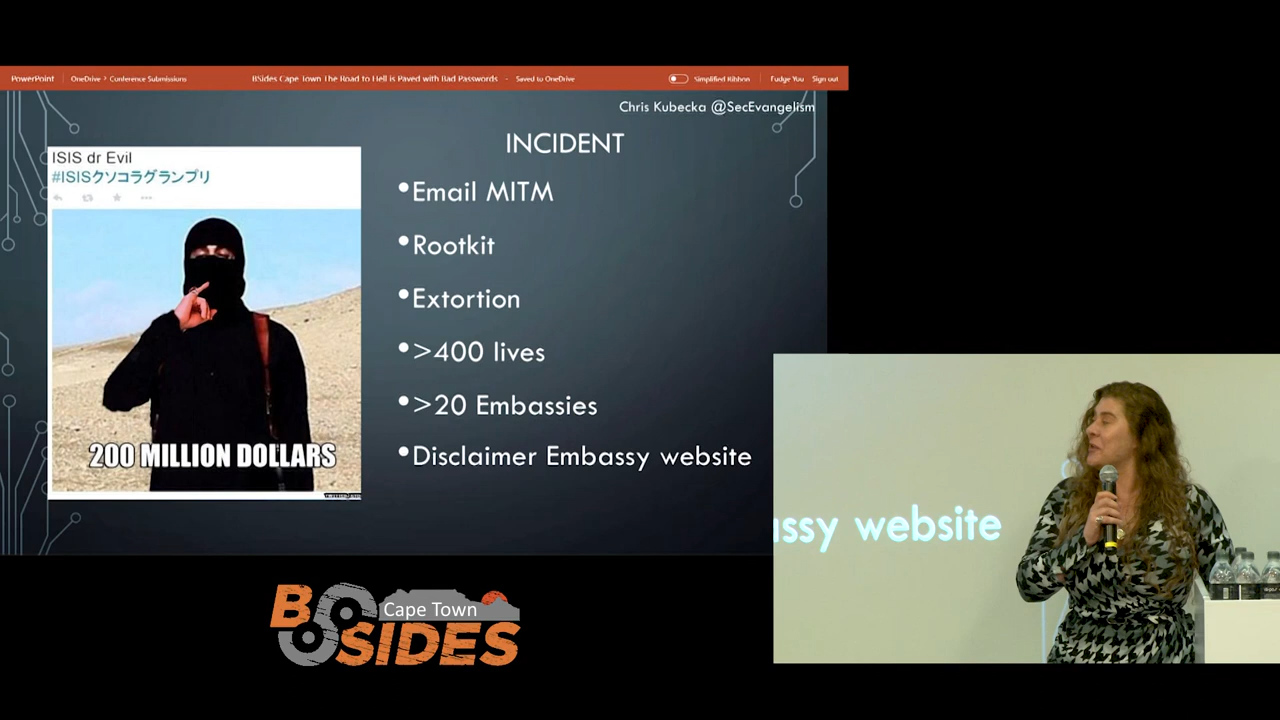 PowerPoint
OneDrive > Conference Submissions
BSides Cape Town The Road to Hell is Paved with Bad Passwords - Saved to OneDrive
Simplified Ribbon
Fudge You
Sign out
Chris Kubecka @SecEvangelism
INCIDENT
ISIS dr Evil
#ISISクソコラグランプリ
200 MILLION DOLLARS
•Email MITM
•Rootkit
•Extortion
•>400 lives
•>20 Embassies
•Disclaimer Embassy website
assy website
BSIDES
Cape Town